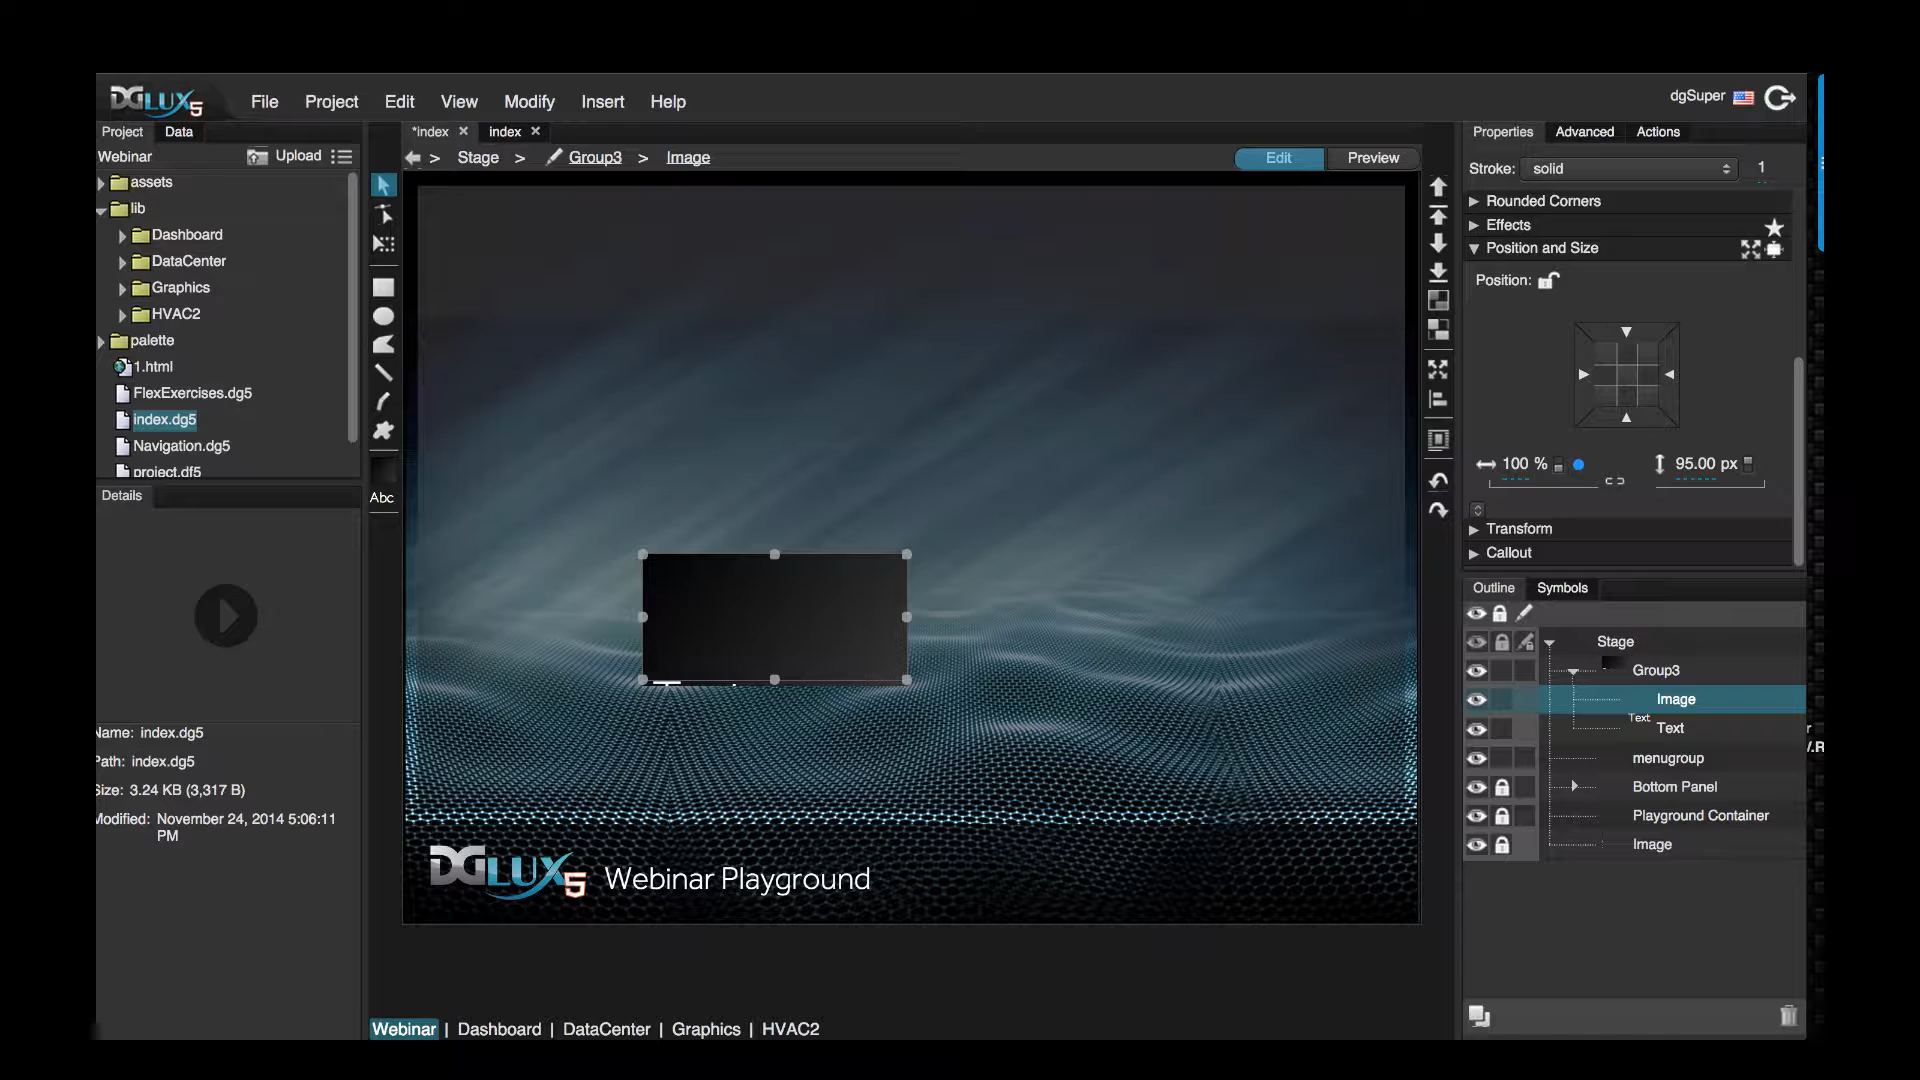 DGLUX5
File Project Edit View Modify Insert Help
dgSuper
Project Data
*index × index ×
Properties Advanced Actions
Webinar Upload
> Stage > Group3 > Image
Edit Preview
Stroke: solid 1
assets
lib
Dashboard
DataCenter
Graphics
HVAC2
palette
1.html
FlexExercises.dg5
index.dg5
Navigation.dg5
project.df5
Abc
Rounded Corners
Effects
Position and Size
Position:
100 % 95.00 px
Transform
Callout
Details
Name: index.dg5
Path: index.dg5
Size: 3.24 KB (3,317 B)
Modified: November 24, 2014 5:06:11
PM
Outline Symbols
Stage
Group3
Image
Text Text
menugroup
Bottom Panel
Playground Container
Image
DGLUX5 Webinar Playground
Webinar | Dashboard | DataCenter | Graphics | HVAC2